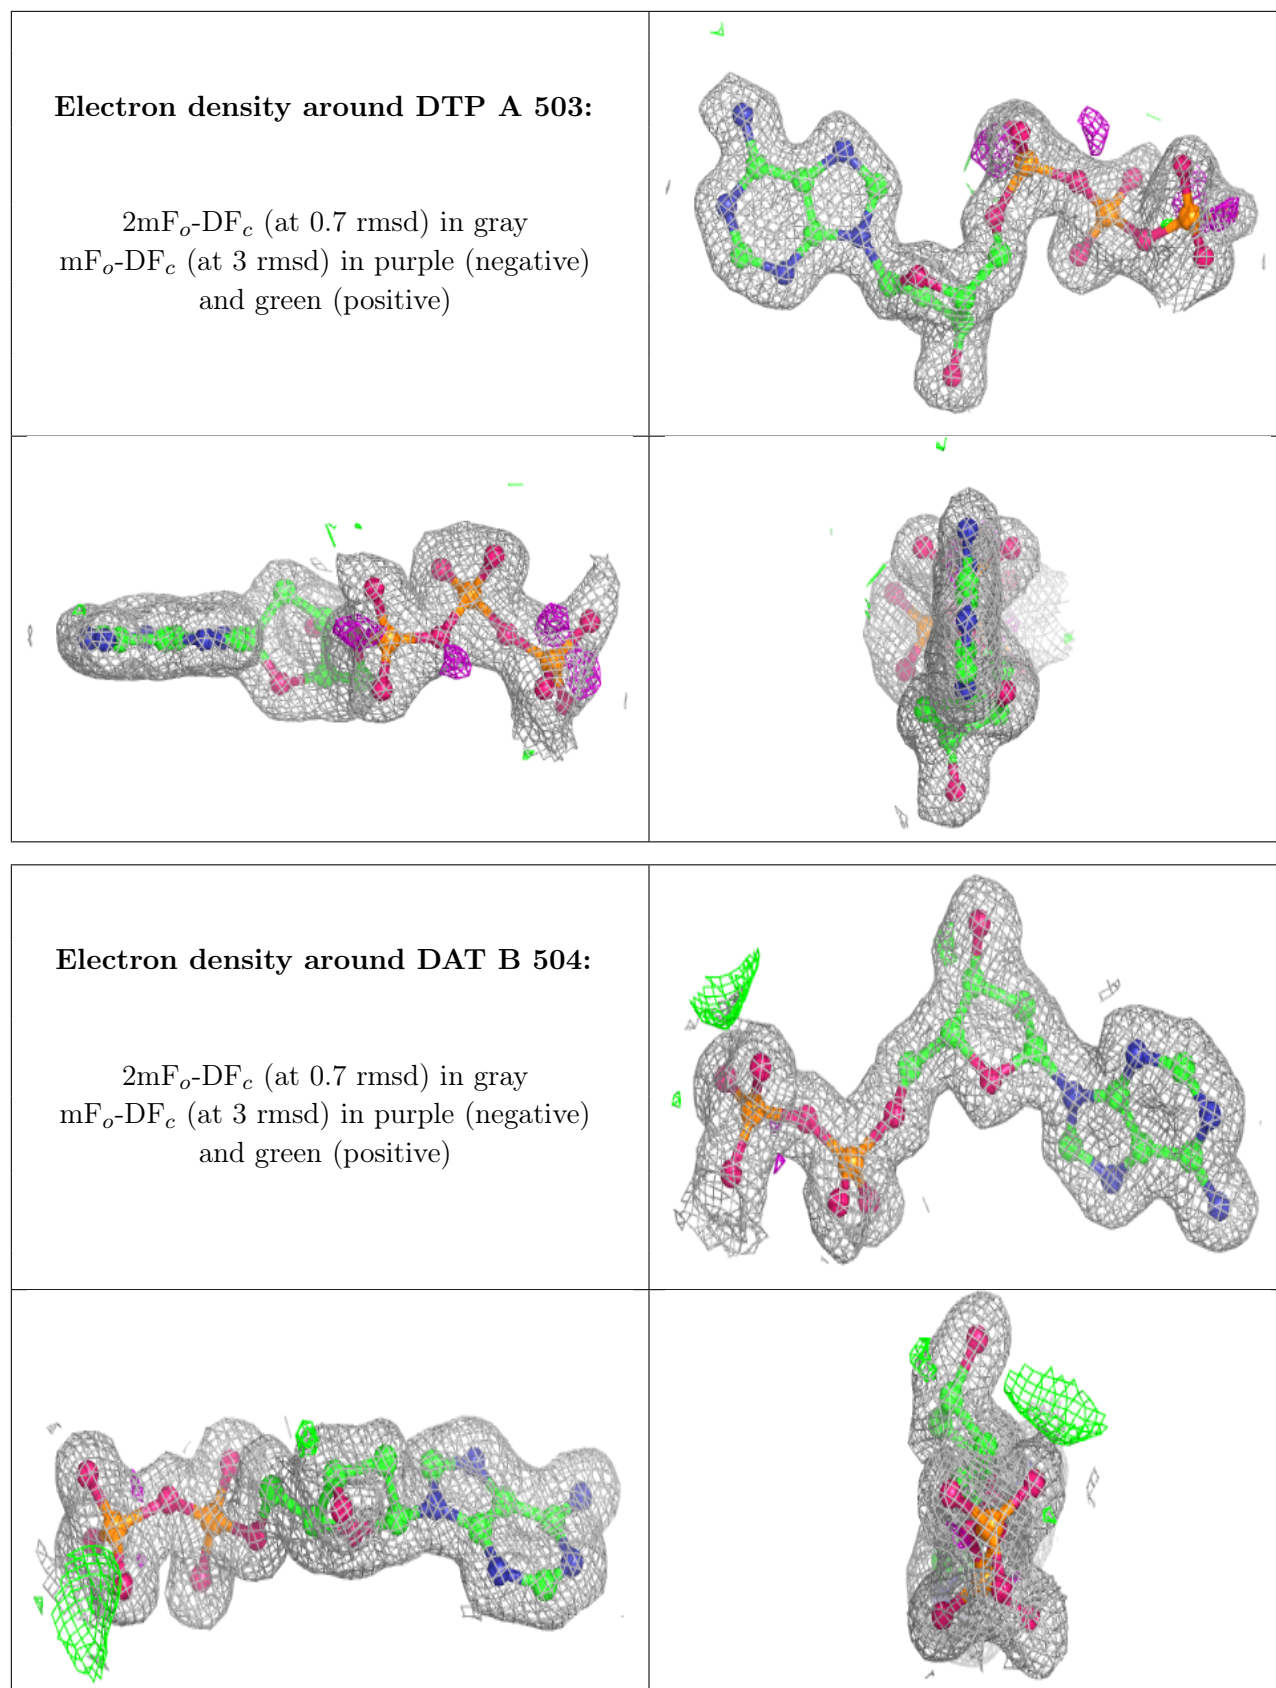 Electron density around DTP A 503:
2mFo-DFc (at 0.7 rmsd) in gray
mFo-DFc (at 3 rmsd) in purple (negative)
and green (positive)
Electron density around DAT B 504:
2mFo-DFc (at 0.7 rmsd) in gray
mFo-DFc (at 3 rmsd) in purple (negative)
and green (positive)